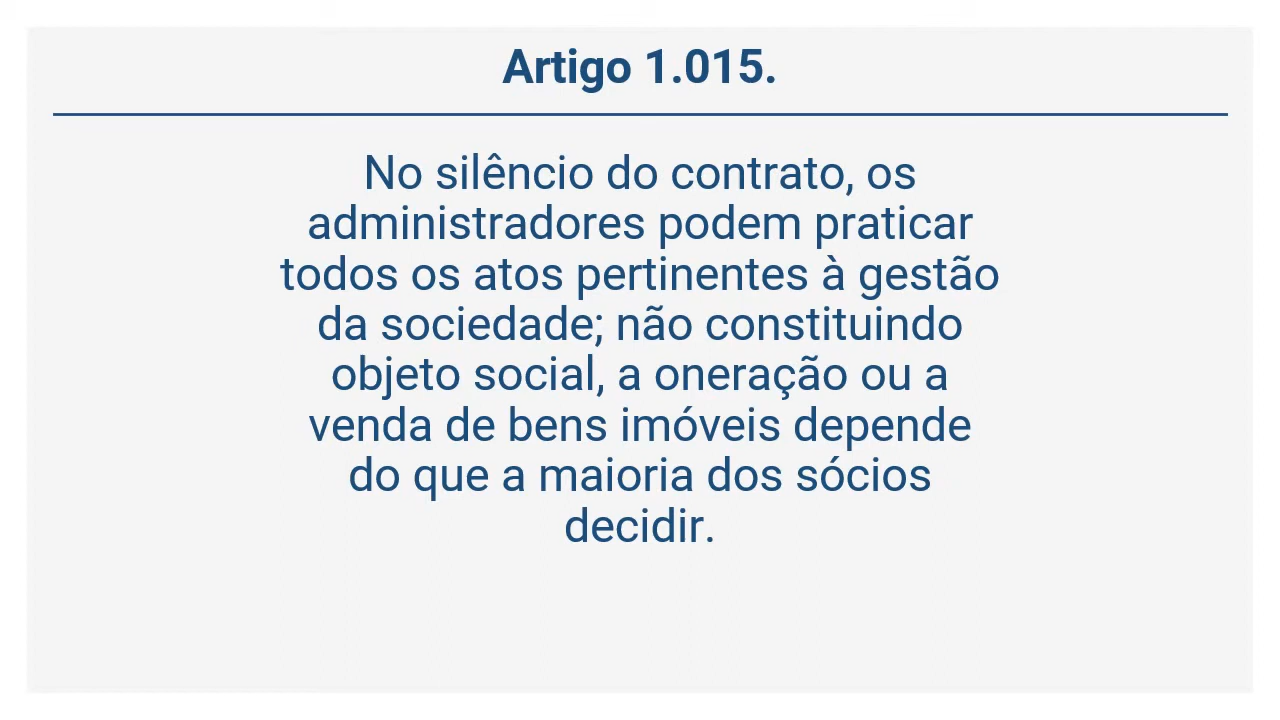 Artigo 1.015.
No silêncio do contrato, os
administradores podem praticar
todos os atos pertinentes à gestão
da sociedade; não constituindo
objeto social, a oneração ou a
venda de bens imóveis depende
do que a maioria dos sócios
decidir.